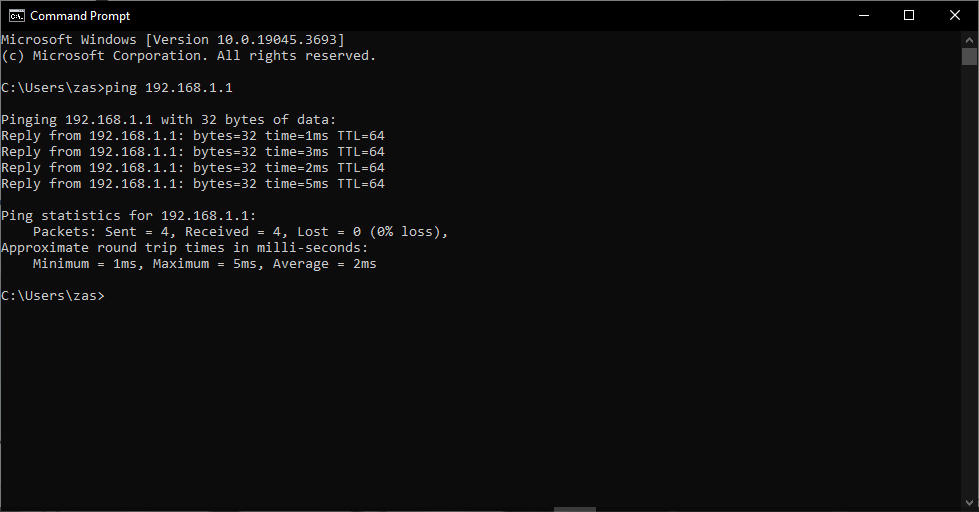 Command Prompt
Microsoft Windows [Version 10.0.19045.3693]
(c) Microsoft Corporation. All rights reserved.
C:\Users\zas>ping 192.168.1.1
Pinging 192.168.1.1 with 32 bytes of data:
Reply from 192.168.1.1: bytes=32 time=1ms TTL=64
Reply from 192.168.1.1: bytes=32 time=3ms TTL=64
Reply from 192.168.1.1: bytes=32 time=2ms TTL=64
Reply from 192.168.1.1: bytes=32 time=5ms TTL=64
Ping statistics for 192.168.1.1:
    Packets: Sent = 4, Received = 4, Lost = 0 (0% loss),
Approximate round trip times in milli-seconds:
    Minimum = 1ms, Maximum = 5ms, Average = 2ms
C:\Users\zas>